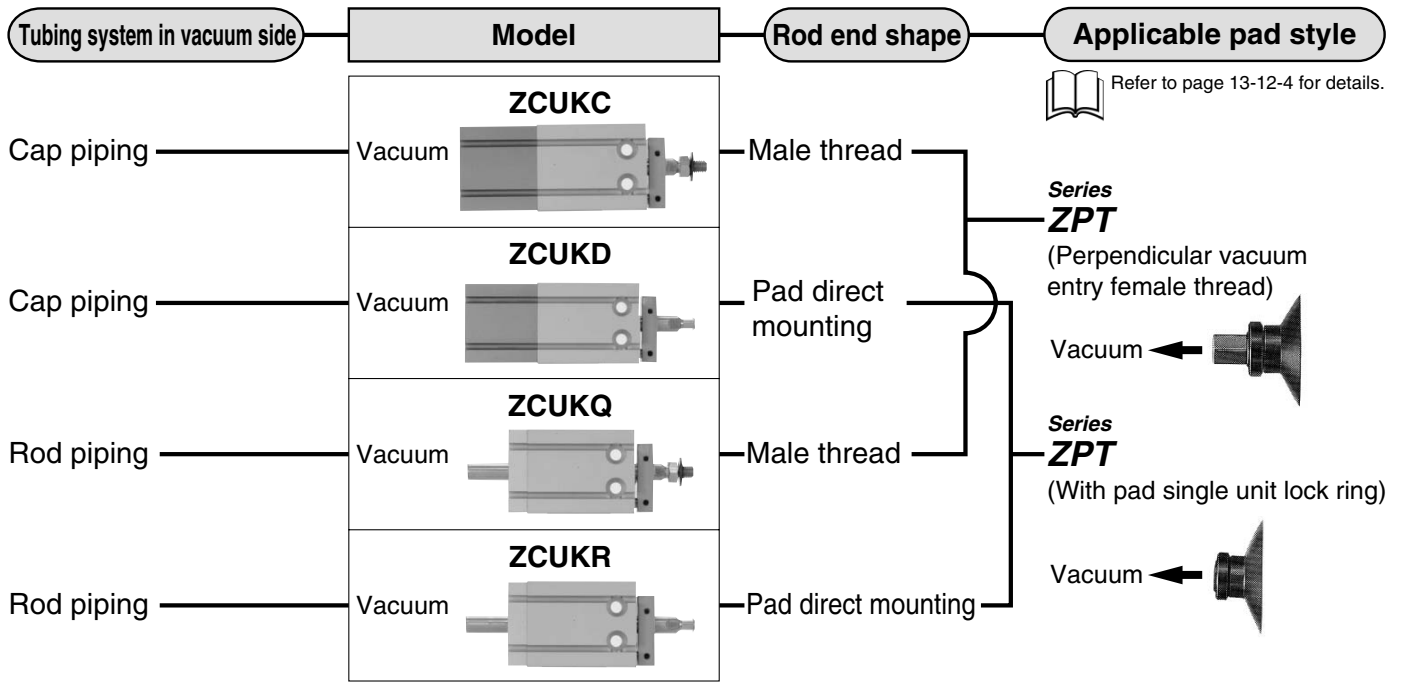 Tubing system in vacuum side
Model
Rod end shape
Applicable pad style
Refer to page 13-12-4 for details.
ZCUKC
Cap piping
Vacuum
Male thread
Series
ZPT
(Perpendicular vacuum
entry female thread)
Vacuum
ZCUKD
Cap piping
Vacuum
Pad direct
mounting
ZCUKQ
Rod piping
Vacuum
Male thread
Series
ZPT
(With pad single unit lock ring)
Vacuum
ZCUKR
Rod piping
Vacuum
Pad direct mounting